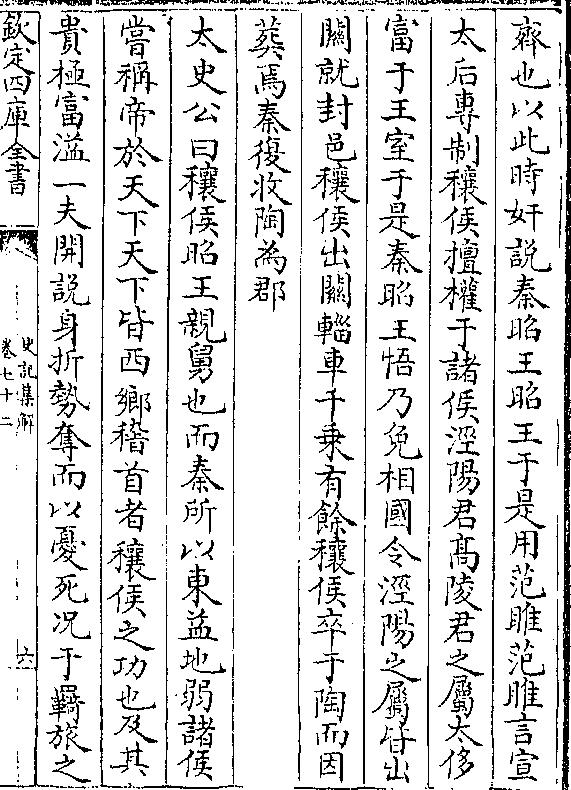 齊也以此時奸說秦昭王昭王于是用范雎范雎言宣
太后專制穰侯擅權于諸侯涇陽君髙陵君之屬太侈
富于王室于是秦昭王悟乃免相國令涇陽之屬皆出
關就封邑穰侯出關輜車千乗有餘穰侯卒于陶而因
葬焉秦復收陶為郡
太史公曰穰侯昭王親舅也而秦所以東益地弱諸侯
嘗稱帝於天下天下皆西鄉稽首者穰侯之功也及其
貴極富溢一夫開說身折勢奪而以憂死况于羇旅之
欽定四庫全書
史記集解
卷七十二
六